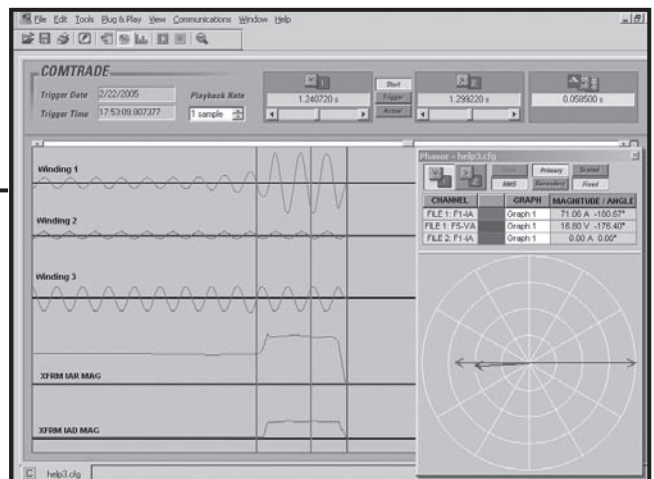 File Edit Tools Plug & Play View Communications Window Help
COMTRADE
Trigger Date 2/22/2005
Trigger Time 17:53:09.007377
Playback Rate
1 sample
1.240720 s
Start
Trigger
1.299220 s
0.058500 s
Winding 1
Winding 2
Winding 3
XFRM IAR MAG
XFRM IAD MAG
Phasor - help3.cfg
Primary Scaled
RMS Secondary Fixed
CHANNEL GRAPH MAGNITUDE / ANGLE
FILE 1: F1-IA Graph 1 71.06 A -180.67°
FILE 1: F5-VA Graph 1 16.80 V -176.40°
FILE 2: F1-IA Graph 1 0.00 A 0.00°
C help3.cfg